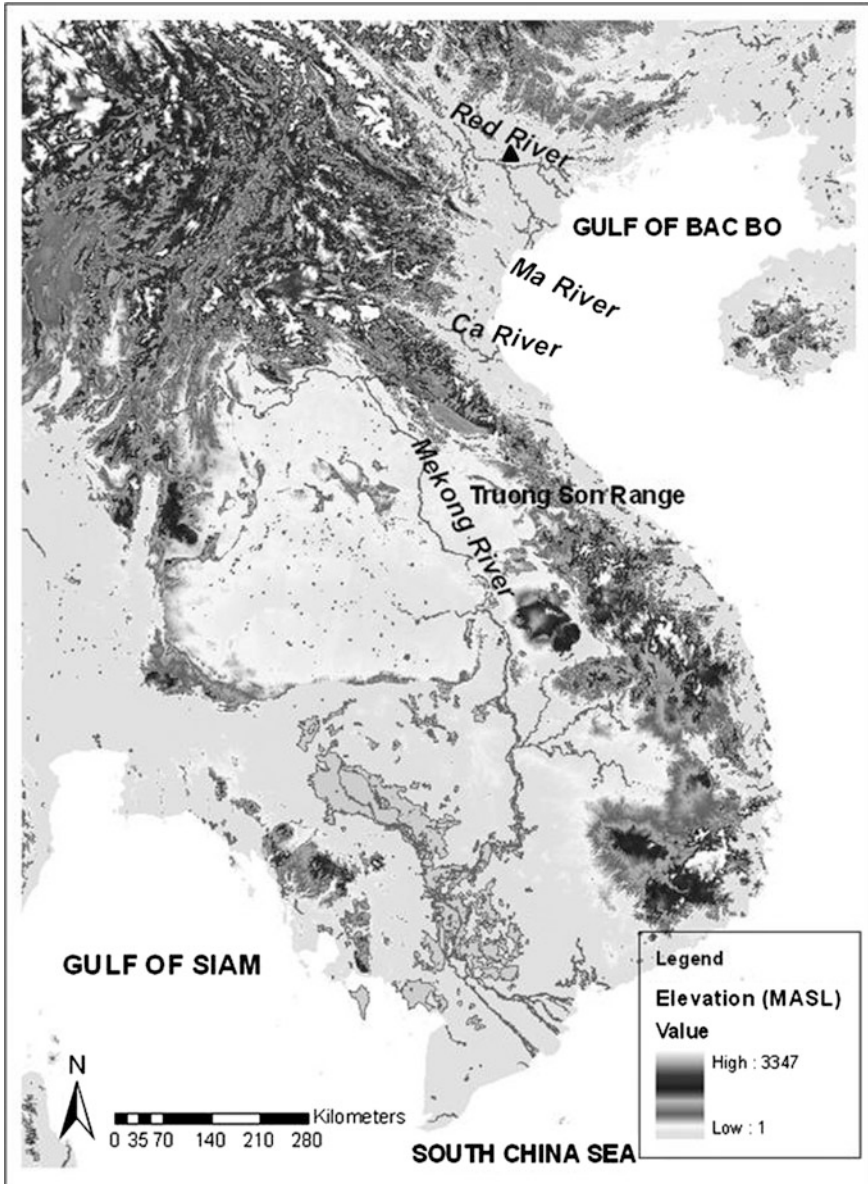 Red River
GULF OF BAC BO
Ma River
Ca River
Mekong River
Truong Son Range
GULF OF SIAM
N
Kilometers
0 35 70 140 210 280
SOUTH CHINA SEA
Legend
Elevation (MASL)
Value
High : 3347
Low : 1